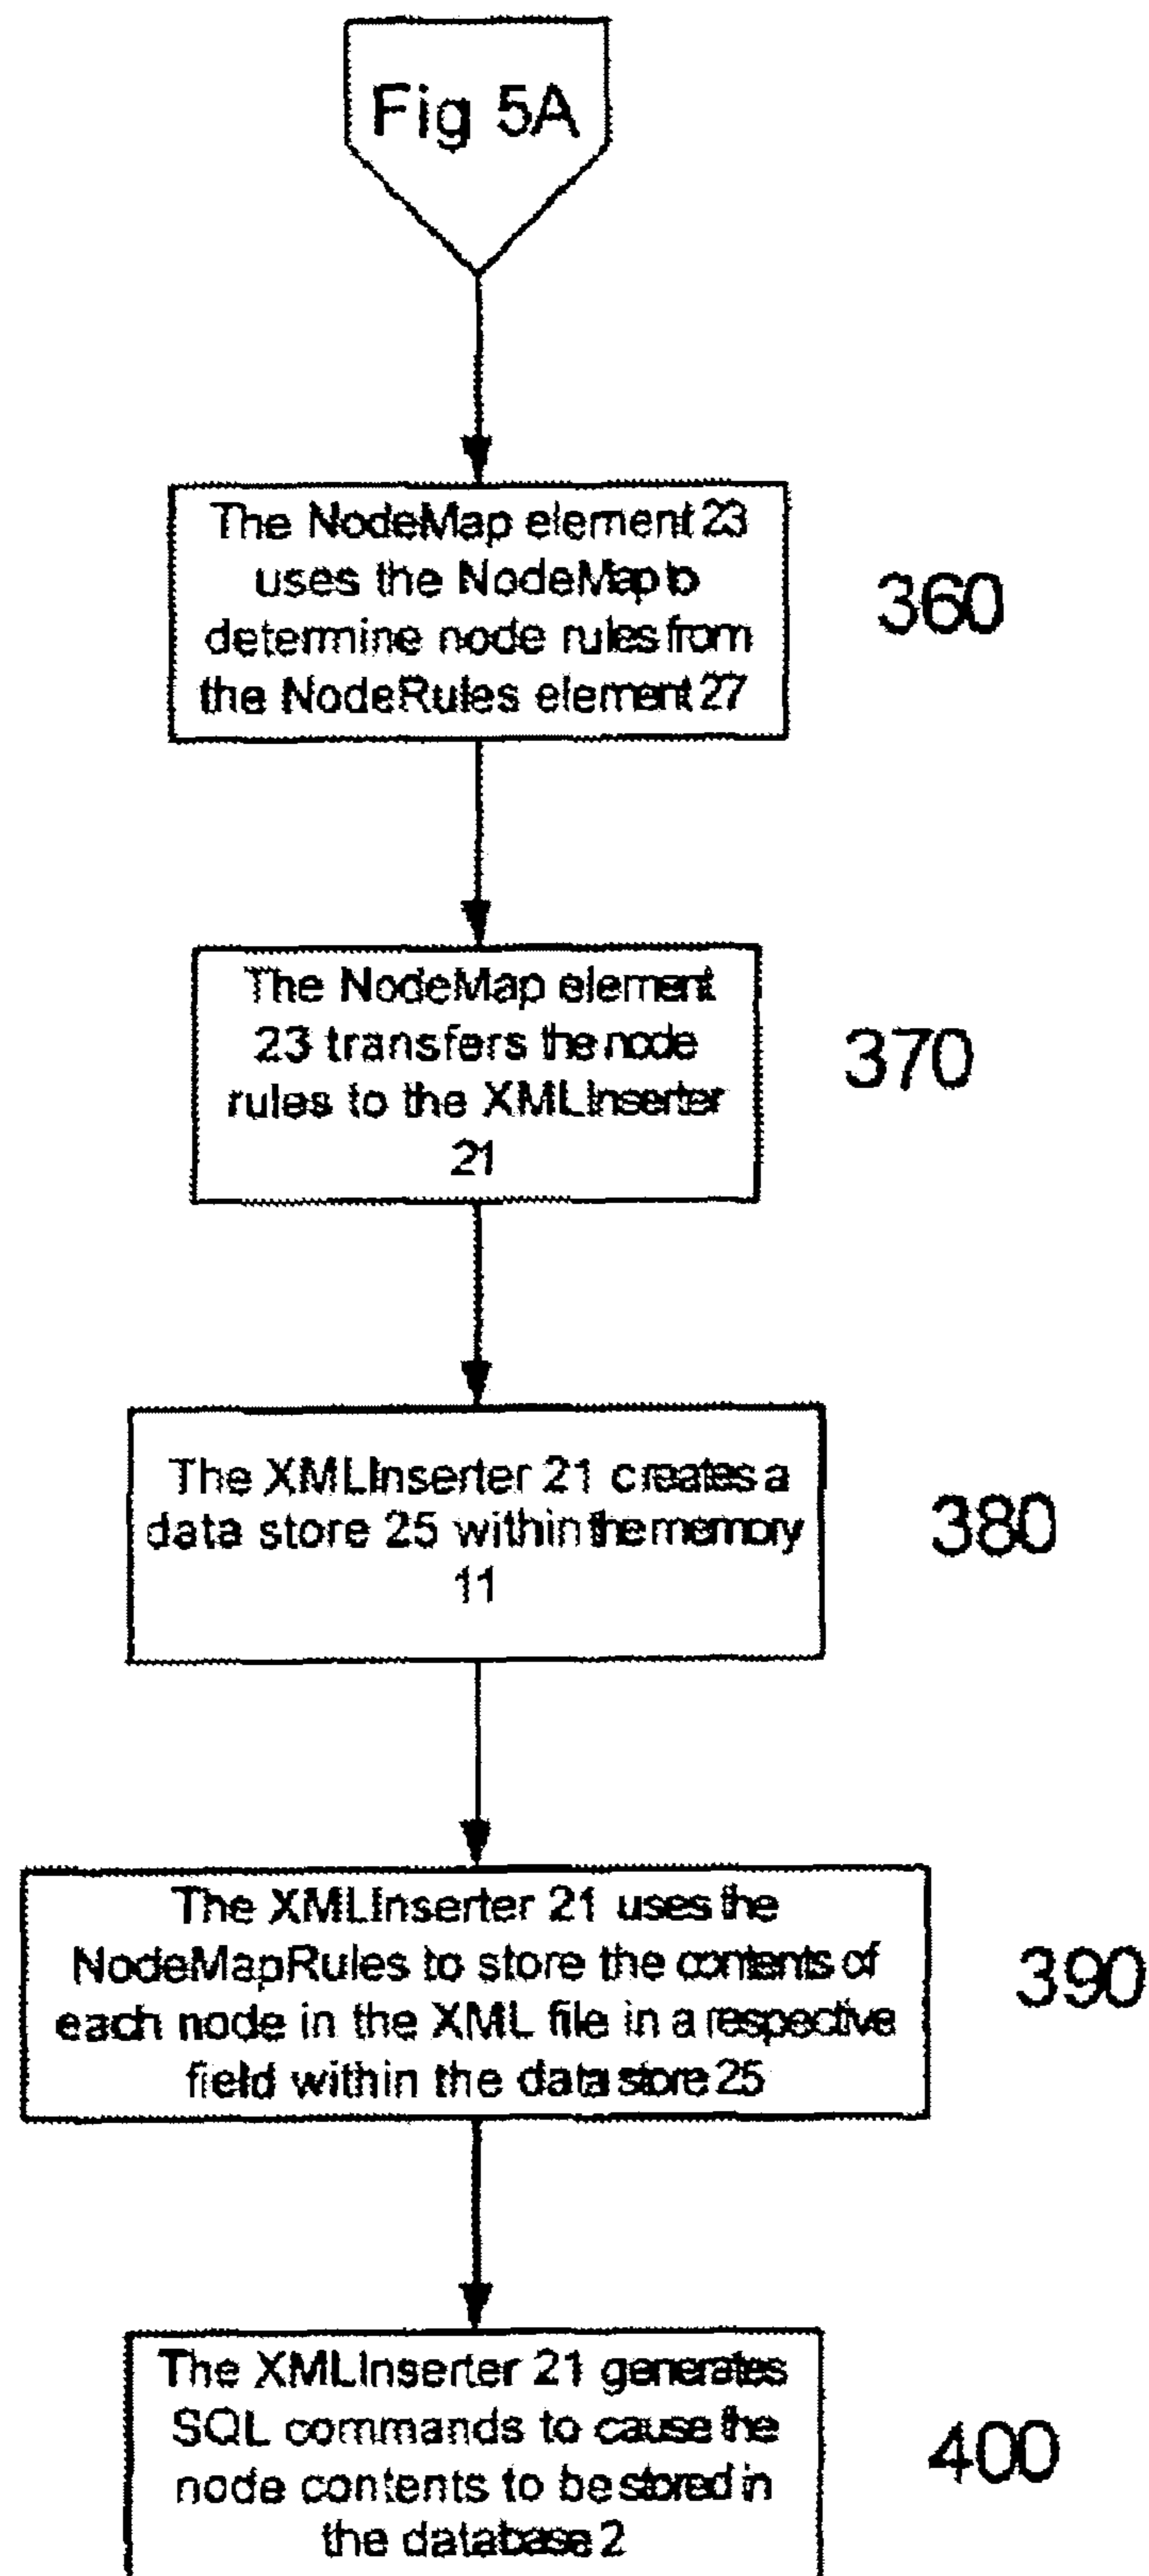 Fig 5A
The NodeMap element 23
uses the NodeMap to
determine node rules from
the NodeRules element 27
360
The NodeMap element
23 transfers the node
rules to the XMLInserter
21
370
The XMLInserter 21 creates a
data store 25 within the memory
11
380
The XMLInserter 21 uses the
NodeMapRules to store the contents of
each node in the XML file in a respective
field within the data store 25
390
The XMLInserter 21 generates
SQL commands to cause the
node contents to be stored in
the database 2
400